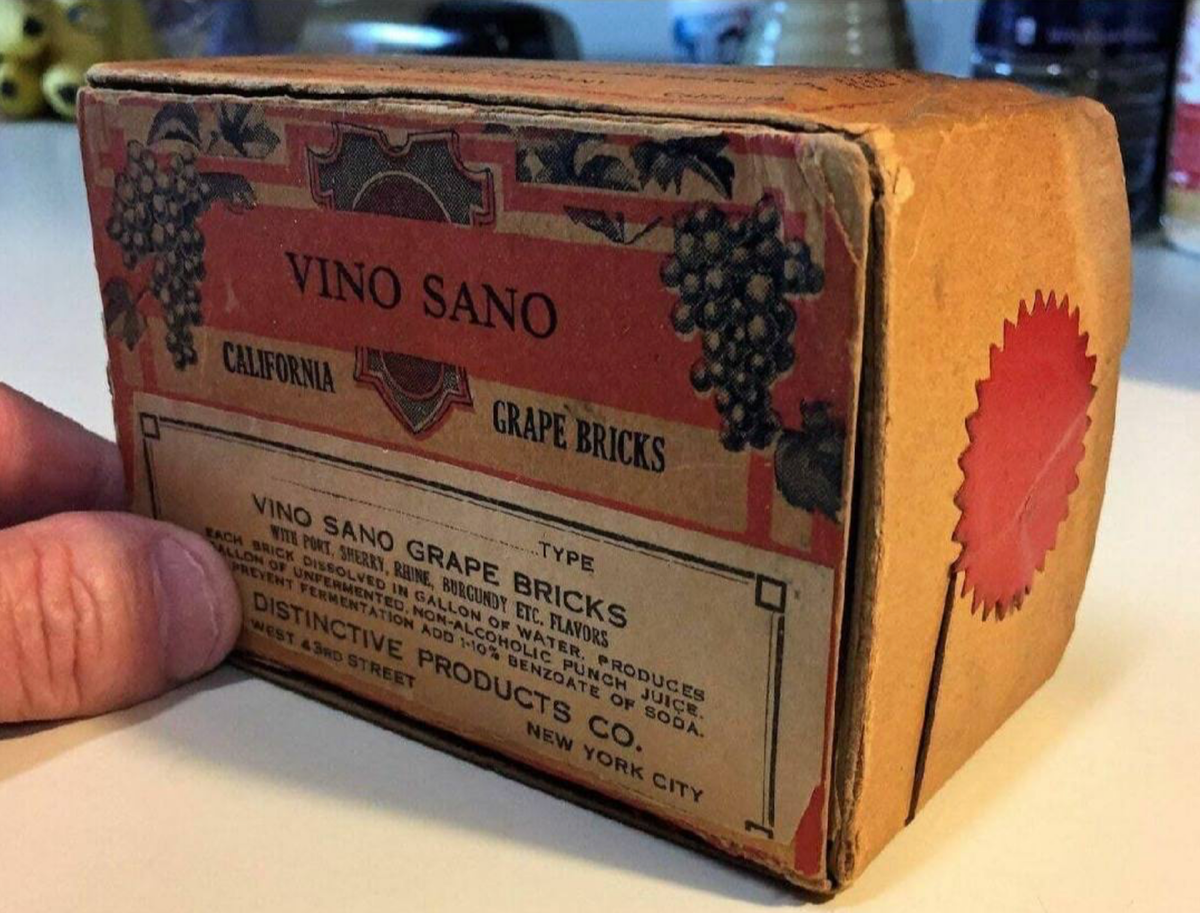 VINO SANO
CALIFORNIA
GRAPE BRICKS
TYPE
VINO SANO GRAPE BRICKS
WITH PORT, SHERRY, RHINE, BURGUNDY ETC. FLAVORS
EACH BRICK DISSOLVED IN GALLON OF WATER, PRODUCES
GALLON OF UNFERMENTED, NON-ALCOHOLIC PUNCH JUICE.
PREVENT FERMENTATION ADD 1-10% BENZOATE OF SODA.
DISTINCTIVE PRODUCTS CO.
WEST 43RD STREET
NEW YORK CITY